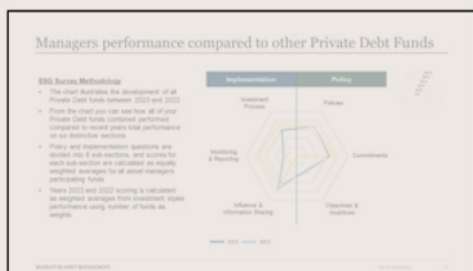 Managers performance compared to other Private Debt Funds
ESG Survey Methodology
• The chart illustrates the development of all
Private Debt funds between 2023 and 2022
• From the chart you can see how all of your
Private Debt funds combined performed
compared to recent years total performance
on six distinctive sections.
• Policy and Implementation questions are
divided into 6 sub-sections, and scores for
each sub-section are calculated as equally
weighted averages for all asset managers
participating funds.
• Years 2023 and 2022 scoring is calculated
as weighted averages from investment styles
performance using number of funds as
weights.
Implementation
Policy
Investment
Process
Policies
Monitoring
& Reporting
Commitments
Influence &
Information Sharing
Objectives &
Incentives